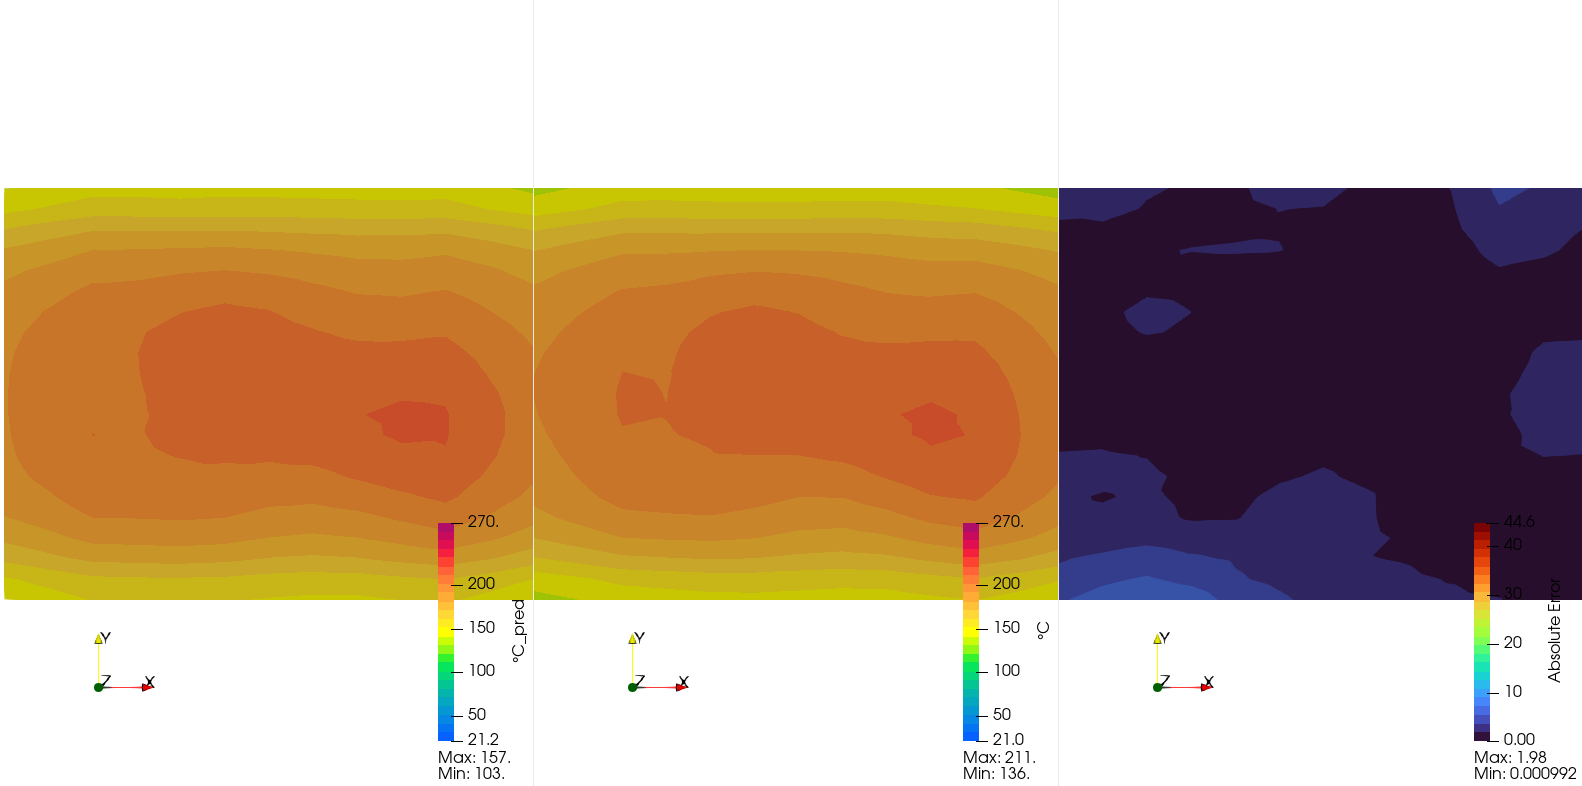 270.
200
150
100
50
21.2
°C_pred
Max: 157.
Min: 103.
Y
Z
X
270.
200
150
100
50
21.0
°C
Max: 211.
Min: 136.
Y
Z
X
44.6
40
30
20
10
0.00
Absolute Error
Max: 1.98
Min: 0.000992
Y
Z
X